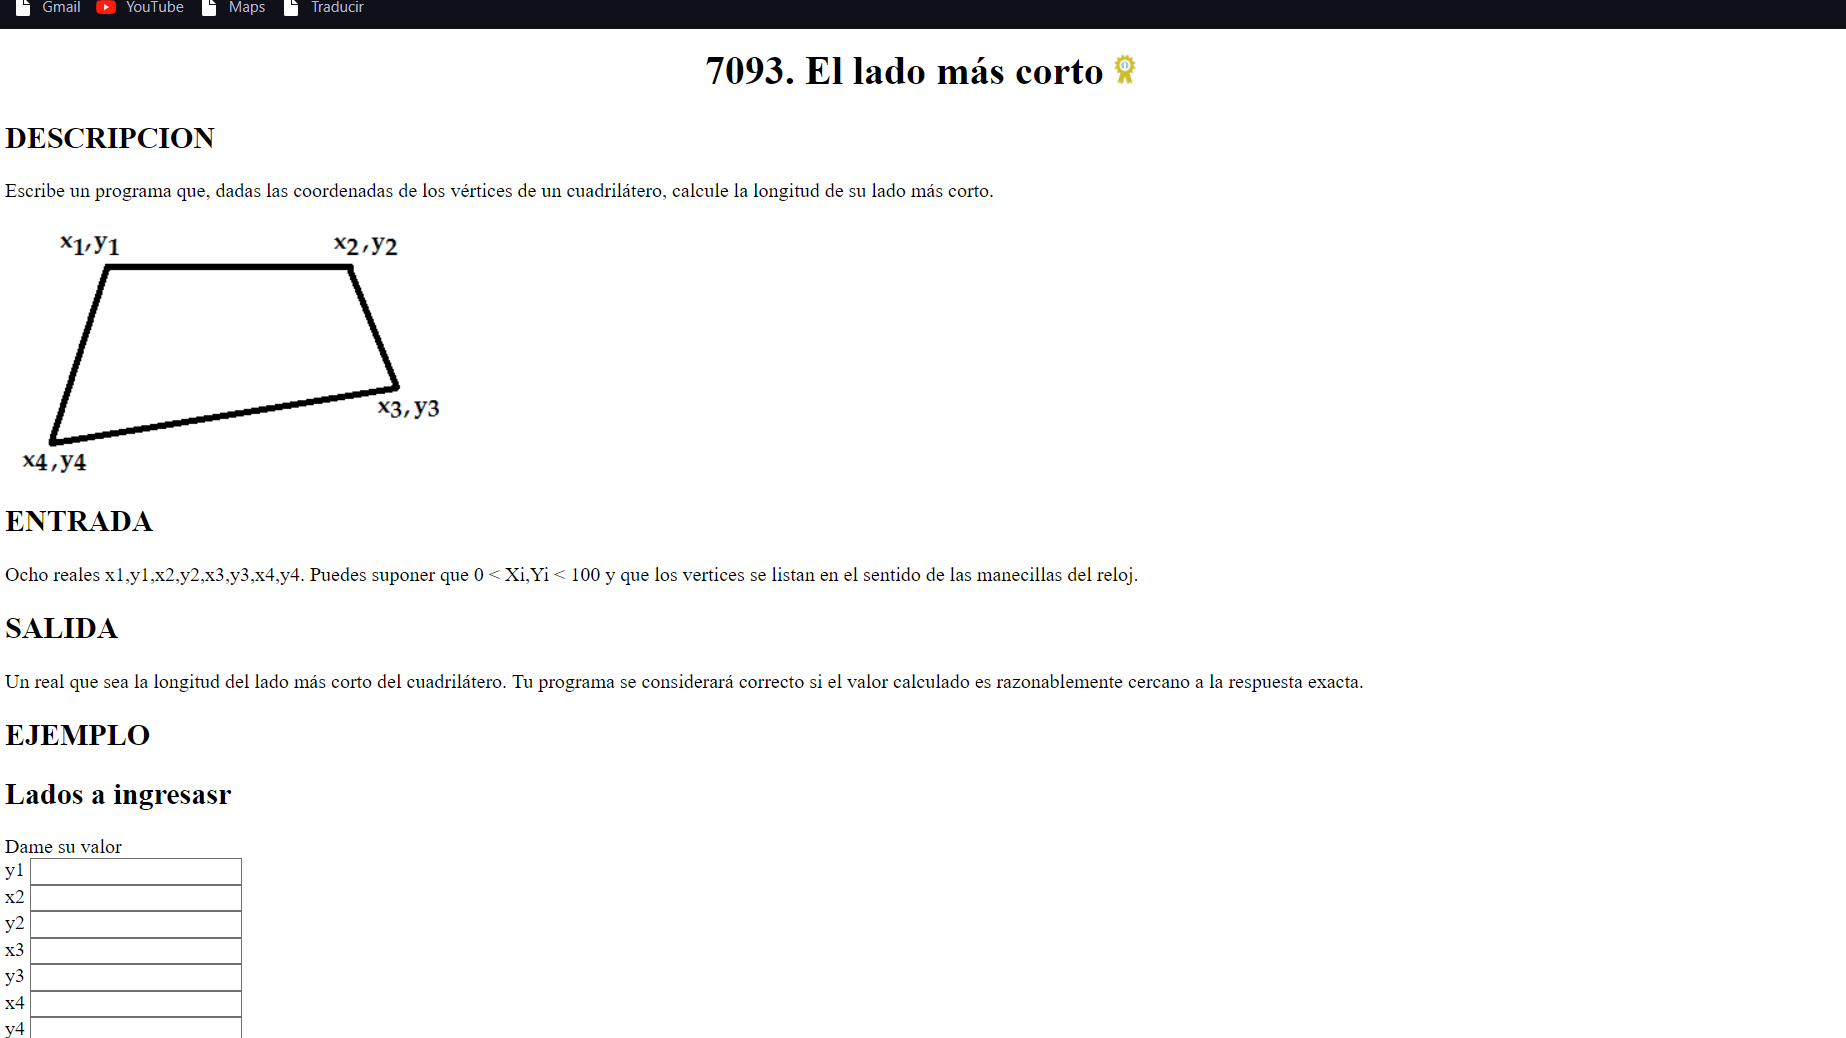 Gmail YouTube Maps Traducir
7093. El lado más corto
DESCRIPCION
Escribe un programa que, dadas las coordenadas de los vértices de un cuadrilátero, calcule la longitud de su lado más corto.
x1,y1 x2,y2
x3,y3
x4,y4
ENTRADA
Ocho reales x1,y1,x2,y2,x3,y3,x4,y4. Puedes suponer que 0 < Xi,Yi < 100 y que los vertices se listan en el sentido de las manecillas del reloj.
SALIDA
Un real que sea la longitud del lado más corto del cuadrilátero. Tu programa se considerará correcto si el valor calculado es razonablemente cercano a la respuesta exacta.
EJEMPLO
Lados a ingresasr
Dame su valor
y1
x2
y2
x3
y3
x4
y4